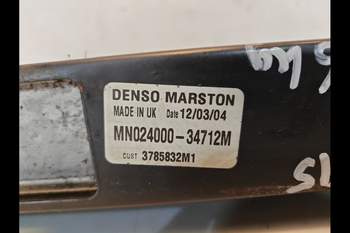 DENSO MARSTON
MADE IN UK Date 12/03/04
MN024000-34712M
CUST 3785832M1